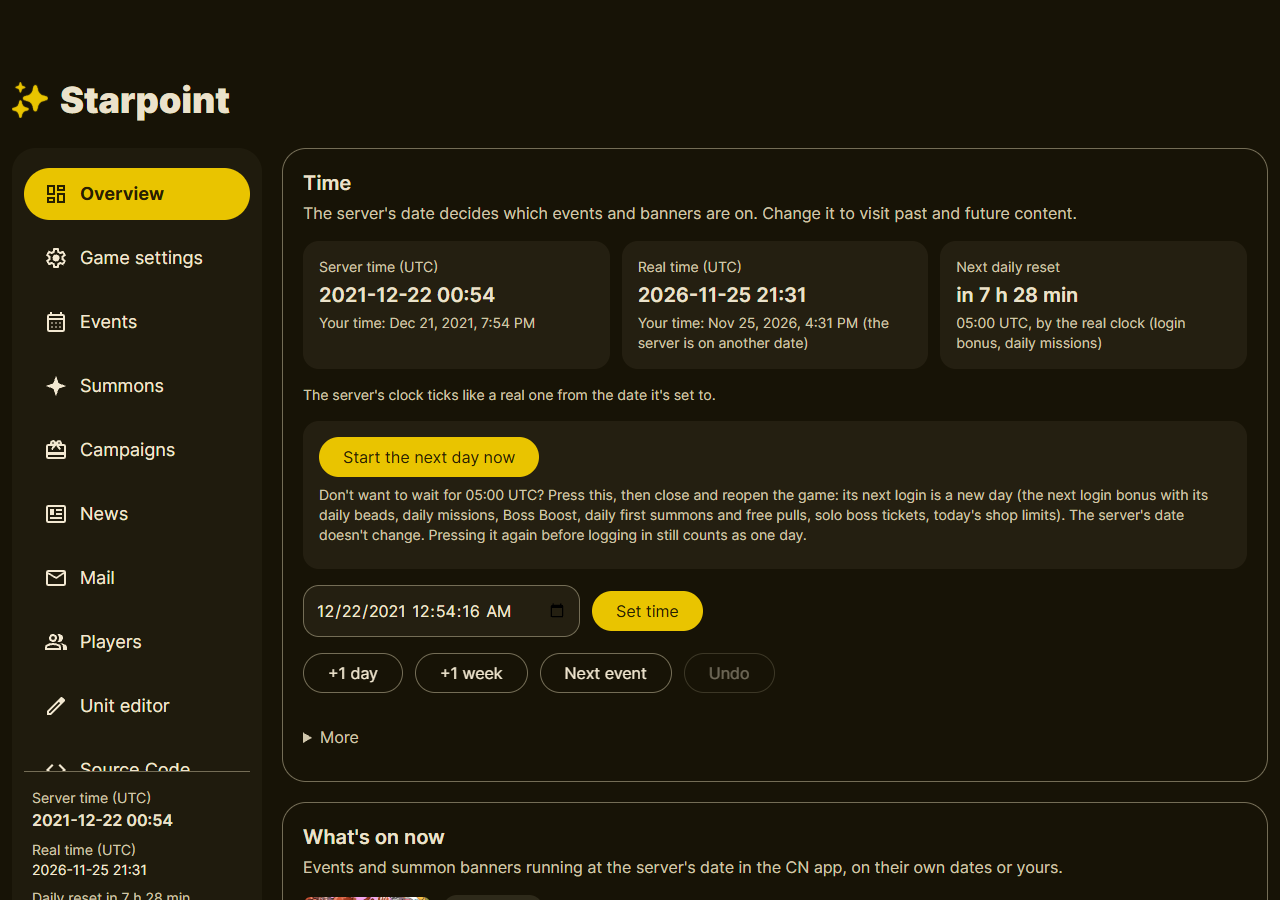 Starpoint
Overview
Game settings
Events
Summons
Campaigns
News
Mail
Players
Unit editor
Source Code
Server time (UTC)
2021-12-22 00:54
Real time (UTC)
2026-11-25 21:31
Daily reset in 7 h 28 min
Time
The server's date decides which events and banners are on. Change it to visit past and future content.
Server time (UTC)
2021-12-22 00:54
Your time: Dec 21, 2021, 7:54 PM
Real time (UTC)
2026-11-25 21:31
Your time: Nov 25, 2026, 4:31 PM (the
server is on another date)
Next daily reset
in 7 h 28 min
05:00 UTC, by the real clock (login
bonus, daily missions)
The server's clock ticks like a real one from the date it's set to.
Start the next day now
Don't want to wait for 05:00 UTC? Press this, then close and reopen the game: its next login is a new day (the next login bonus with its
daily beads, daily missions, Boss Boost, daily first summons and free pulls, solo boss tickets, today's shop limits). The server's date
doesn't change. Pressing it again before logging in still counts as one day.
12/22/2021 12:54:16 AM
Set time
+1 day
+1 week
Next event
Undo
More
What's on now
Events and summon banners running at the server's date in the CN app, on their own dates or yours.